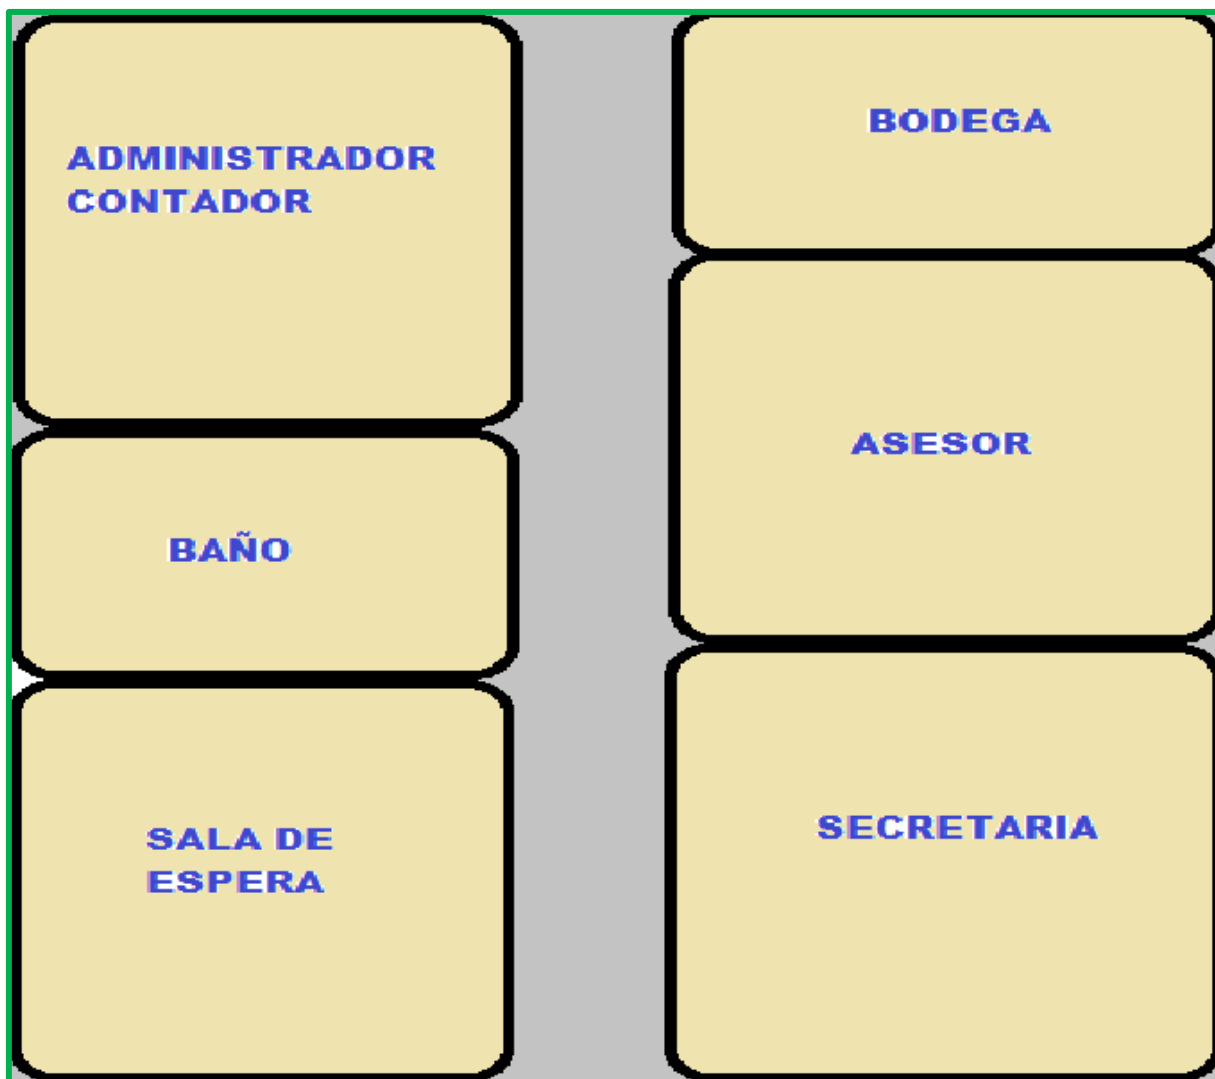 ADMINISTRADOR
CONTADOR
BODEGA
BAÑO
ASESOR
SALA DE
ESPERA
SECRETARIA